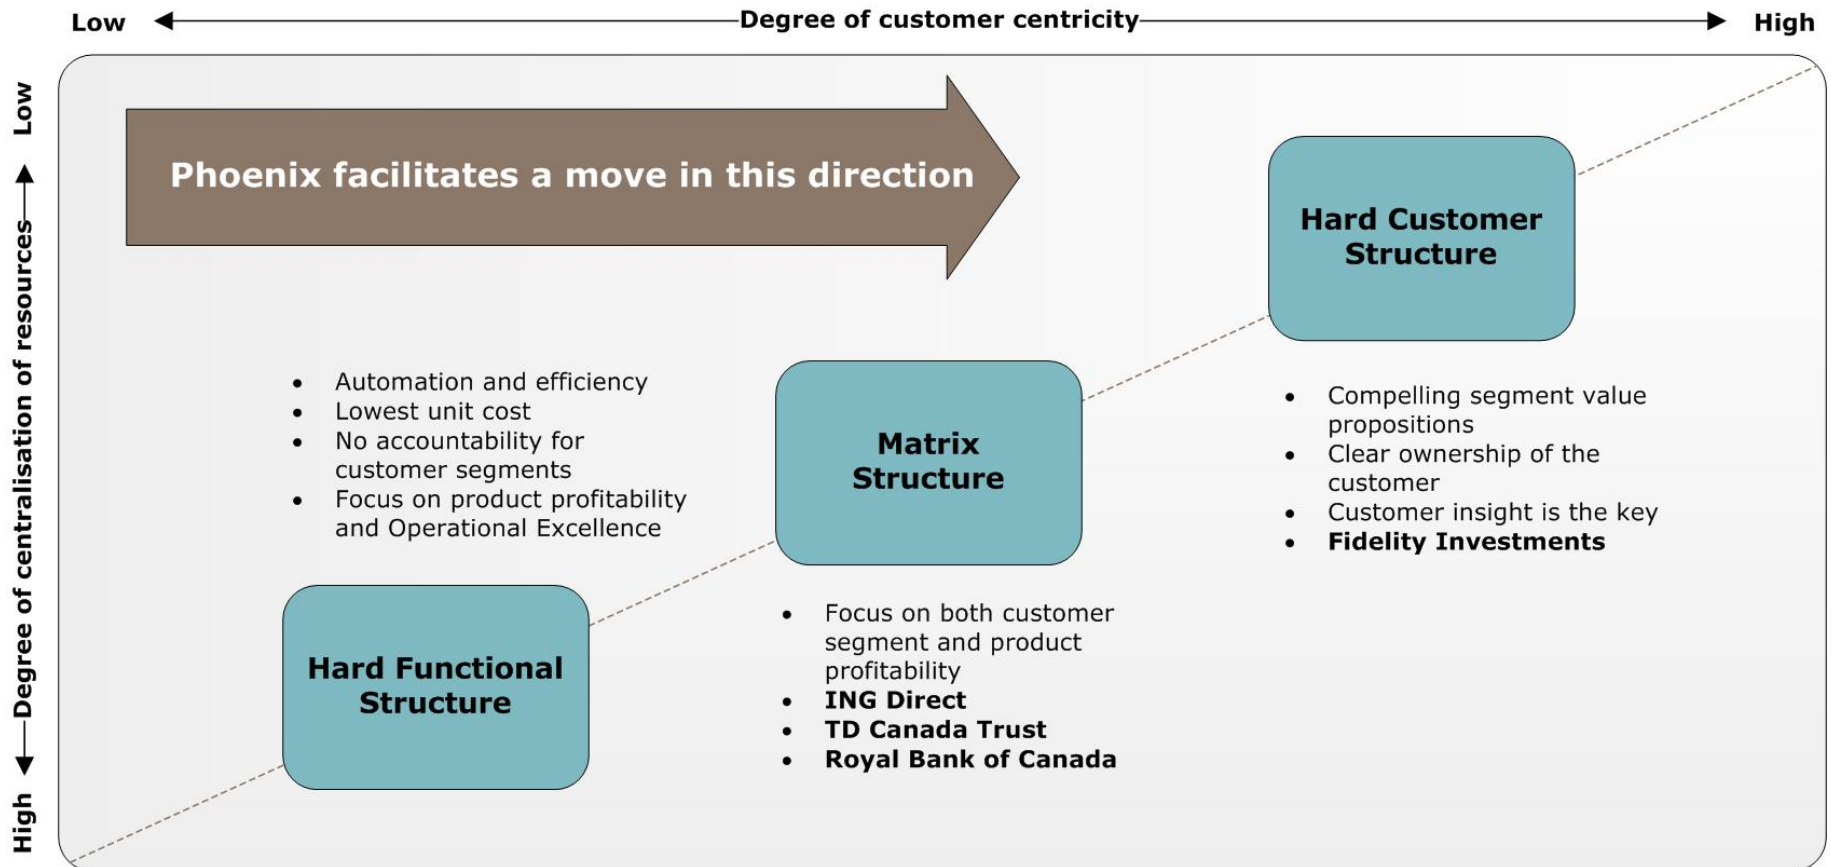 Low
Degree of customer centricity
High
Low
Degree of centralisation of resources
High
Phoenix facilitates a move in this direction
Hard Customer
Structure
• Automation and efficiency
• Lowest unit cost
• No accountability for
customer segments
• Focus on product profitability
and Operational Excellence
Matrix
Structure
• Compelling segment value
propositions
• Clear ownership of the
customer
• Customer insight is the key
• Fidelity Investments
Hard Functional
Structure
• Focus on both customer
segment and product
profitability
• ING Direct
• TD Canada Trust
• Royal Bank of Canada